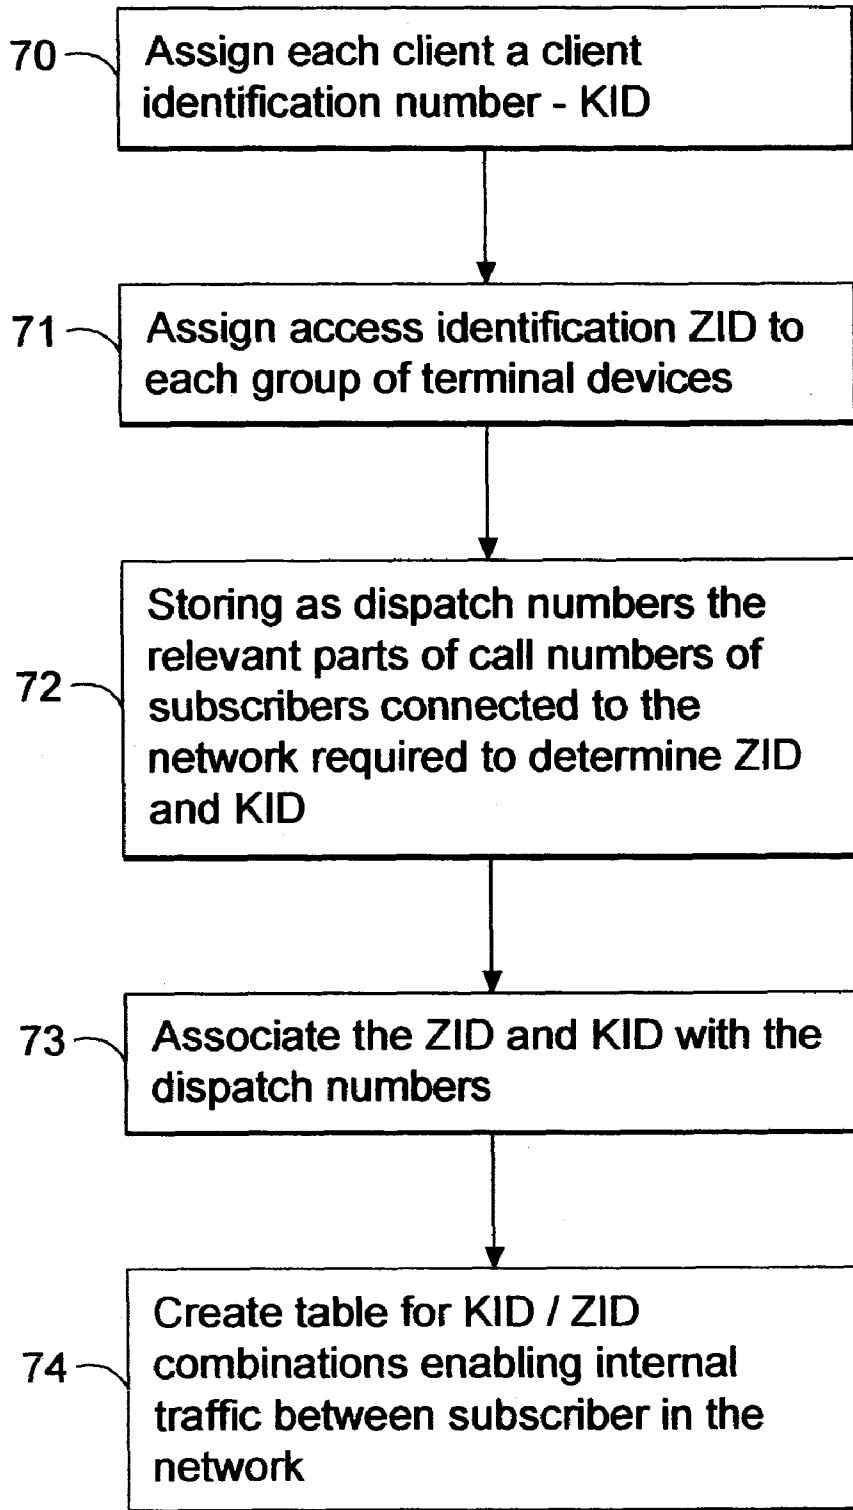 70
Assign each client a client
identification number - KID
71
Assign access identification ZID to
each group of terminal devices
72
Storing as dispatch numbers the
relevant parts of call numbers of
subscribers connected to the
network required to determine ZID
and KID
73
Associate the ZID and KID with the
dispatch numbers
74
Create table for KID / ZID
combinations enabling internal
traffic between subscriber in the
network